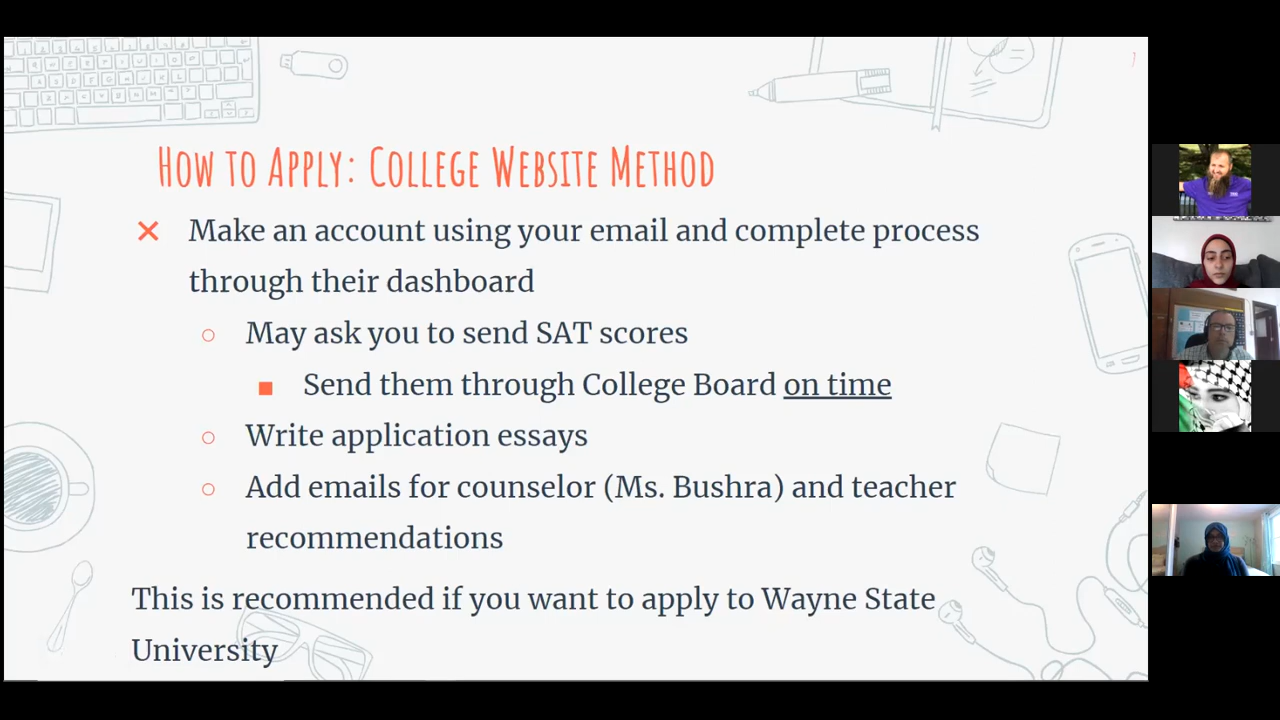 How to Apply: College Website Method
Make an account using your email and complete process
through their dashboard
May ask you to send SAT scores
Send them through College Board on time
Write application essays
Add emails for counselor (Ms. Bushra) and teacher
recommendations
This is recommended if you want to apply to Wayne State
University